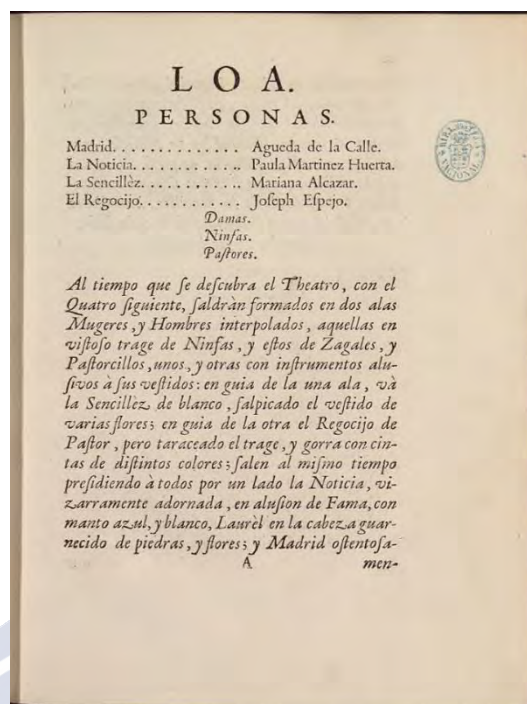 LOA.
PERSONAS.
Madrid. . . . . . . . . . . . . . Agueda de la Calle.
La Noticia. . . . . . . . . . . . Paula Martinez Huerta.
La Sencillèz. . . . . . . . . . . Mariana Alcazar.
El Regocijo. . . . . . . . . . . . Joseph Espejo.
Damas.
Ninfas.
Pastores.
Al tiempo que ſe deſcubra el Theatro, con el
Quatro ſiguiente, ſaldràn formados en dos alas
Mugeres, y Hombres interpolados, aquellas en
viſtoſo trage de Ninfas, y eſtos de Zagales, y
Paſtorcillos, unos, y otras con inſtrumentos alu-
ſivos à ſus veſtidos: en guia de la una ala, và
la Sencillèz de blanco, ſalpicado el veſtido de
varias flores; en guia de la otra el Regocijo de
Paſtor, pero taraceado el trage, y gorra con cin-
tas de diſtintos colores; ſalen al miſmo tiempo
preſidiendo à todos por un lado la Noticia, vi-
zarramente adornada, en aluſion de Fama, con
manto azul, y blanco, Laurèl en la cabeza guar-
necido de piedras, y flores; y Madrid oſtentoſa-
A men-